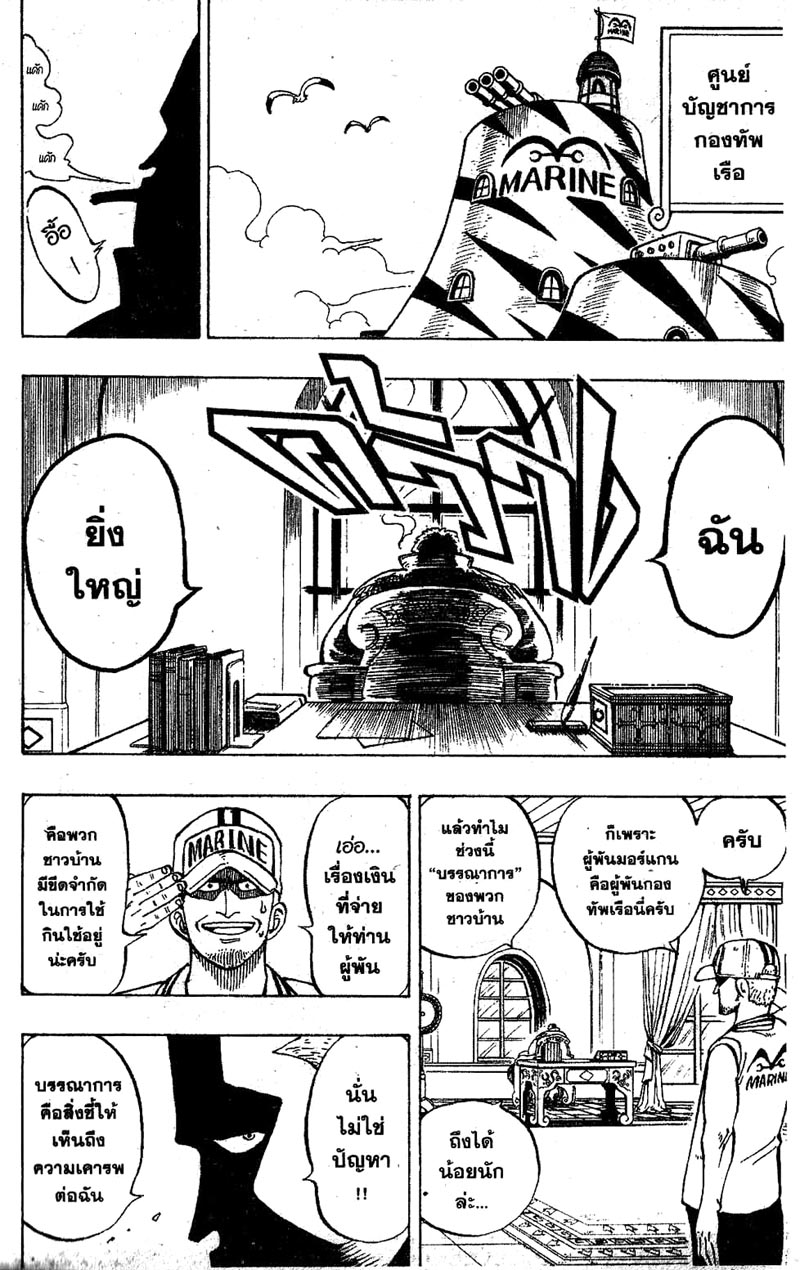 ศูนย์
บัญชาการ
กองทัพ
เรือ
MARINE
MARINE
แค้ก
แค้ก
แค้ก
อื้อ
ฉัน
ยิ่ง
ใหญ่
ครับ
ก็เพราะ
ผู้พันมอร์แกน
คือผู้พันกอง
ทัพเรือนี่ครับ
แล้วทำไม
ช่วงนี้
“บรรณาการ”
ของพวก
ชาวบ้าน
MARINE
ถึงได้
น้อยนัก
ล่ะ...
เอ่อ...
เรื่องเงิน
ที่จ่าย
ให้ท่าน
ผู้พัน
MARINE
คือพวก
ชาวบ้าน
มีขีดจำกัด
ในการใช้
กินใช้อยู่
น่ะครับ
นั่น
ไม่ใช่
ปัญหา
!!
บรรณาการ
คือสิ่งชี้ให้
เห็นถึง
ความเคารพ
ต่อฉัน